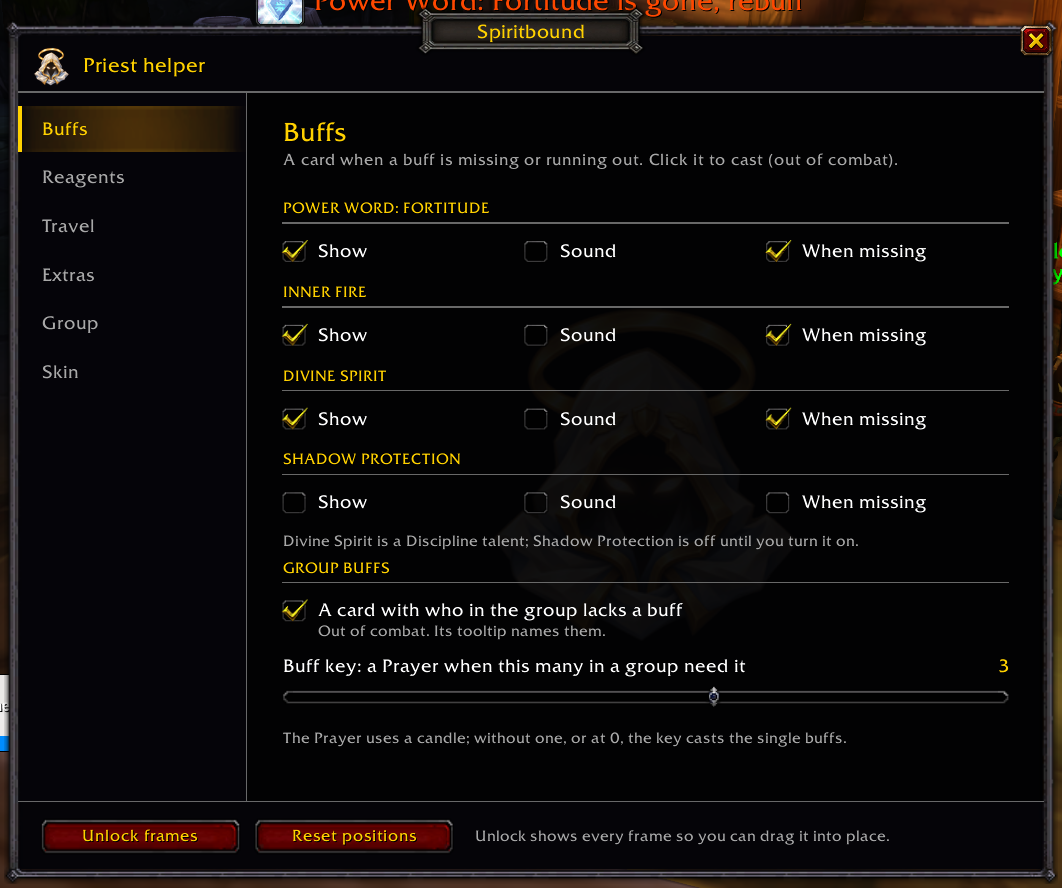 Power Word: Fortitude is gone, rebuff
Spiritbound
Priest helper
Buffs
Reagents
Travel
Extras
Group
Skin
Buffs
A card when a buff is missing or running out. Click it to cast (out of combat).
POWER WORD: FORTITUDE
Show Sound When missing
INNER FIRE
Show Sound When missing
DIVINE SPIRIT
Show Sound When missing
SHADOW PROTECTION
Show Sound When missing
Divine Spirit is a Discipline talent; Shadow Protection is off until you turn it on.
GROUP BUFFS
A card with who in the group lacks a buff
Out of combat. Its tooltip names them.
Buff key: a Prayer when this many in a group need it 3
The Prayer uses a candle; without one, or at 0, the key casts the single buffs.
Unlock frames Reset positions Unlock shows every frame so you can drag it into place.